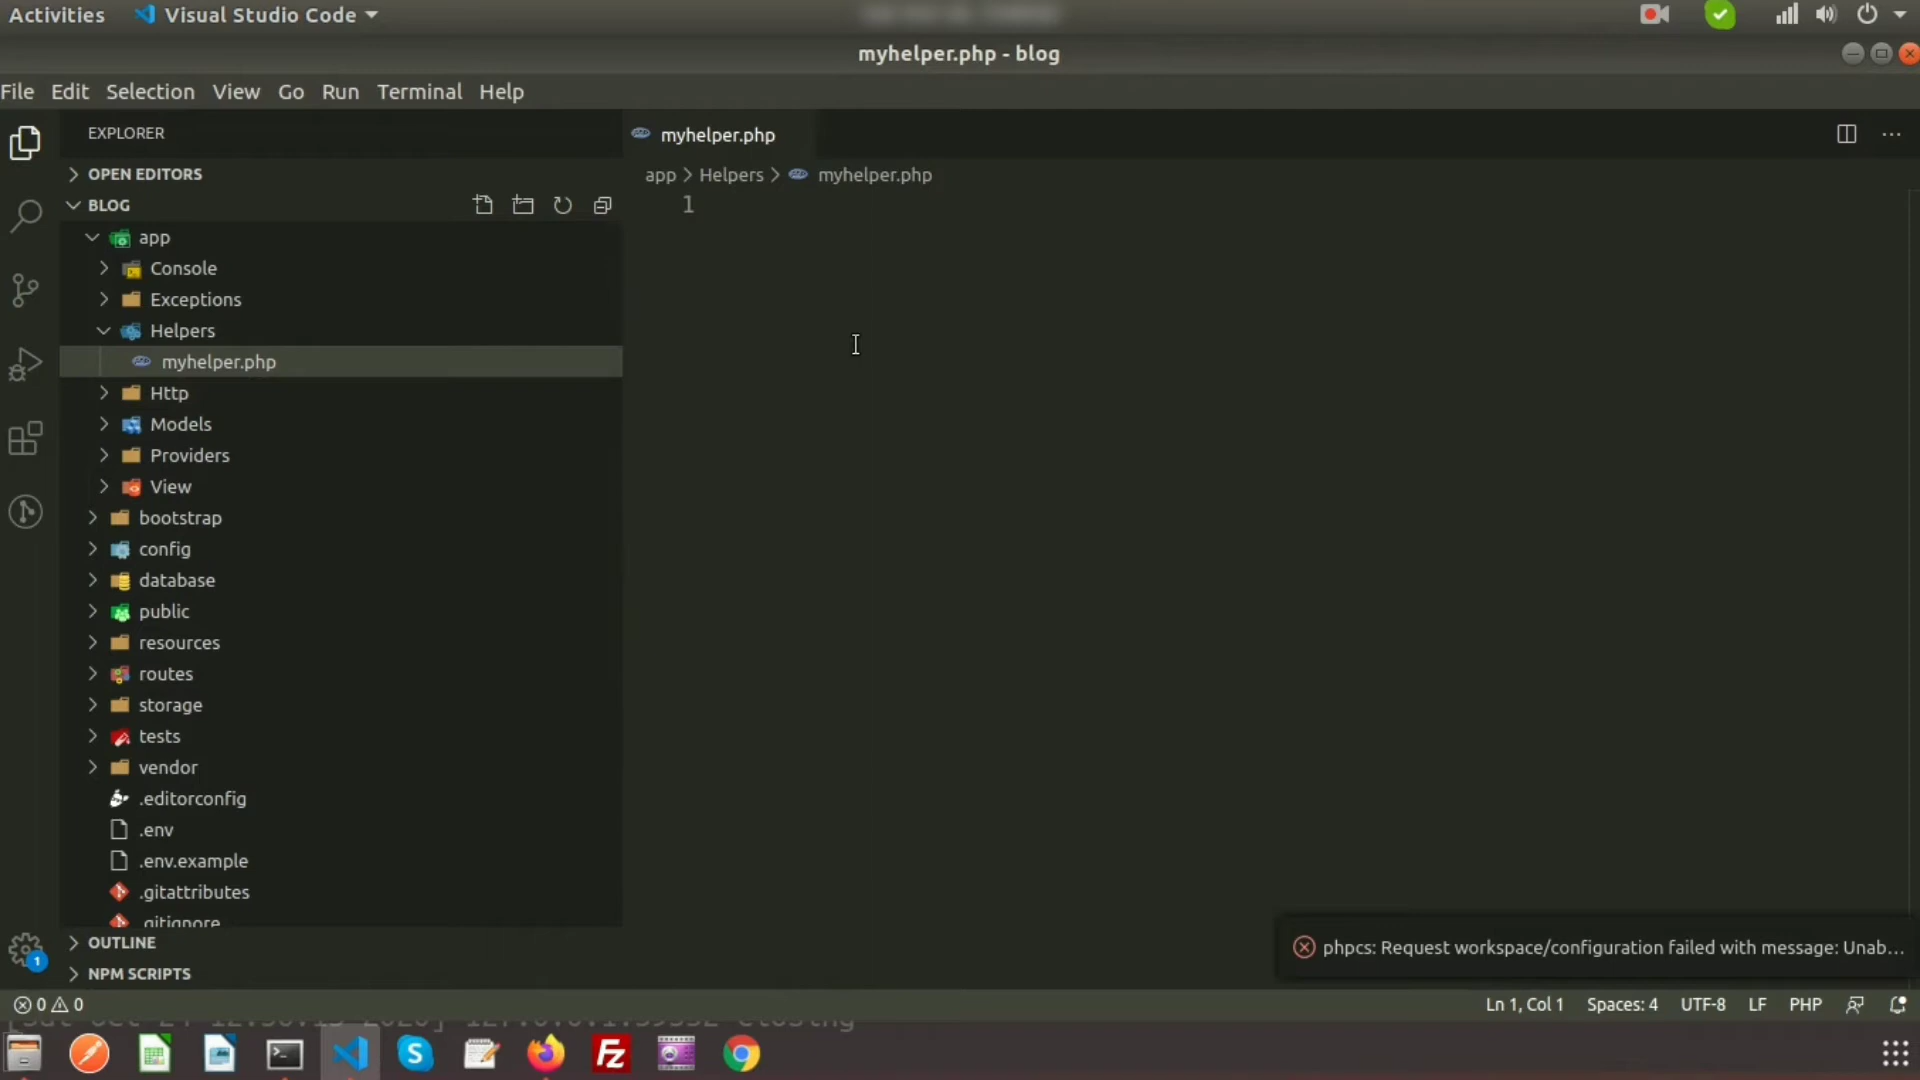 Activities Visual Studio Code
myhelper.php - blog
File Edit Selection View Go Run Terminal Help
EXPLORER
OPEN EDITORS
BLOG
app
Console
Exceptions
Helpers
myhelper.php
Http
Models
Providers
View
bootstrap
config
database
public
resources
routes
storage
tests
vendor
.editorconfig
.env
.env.example
.gitattributes
.gitignore
OUTLINE
NPM SCRIPTS
1
myhelper.php
app > Helpers > myhelper.php
1
phpcs: Request workspace/configuration failed with message: Unab...
0 0
Ln 1, Col 1 Spaces: 4 UTF-8 LF PHP
Fz